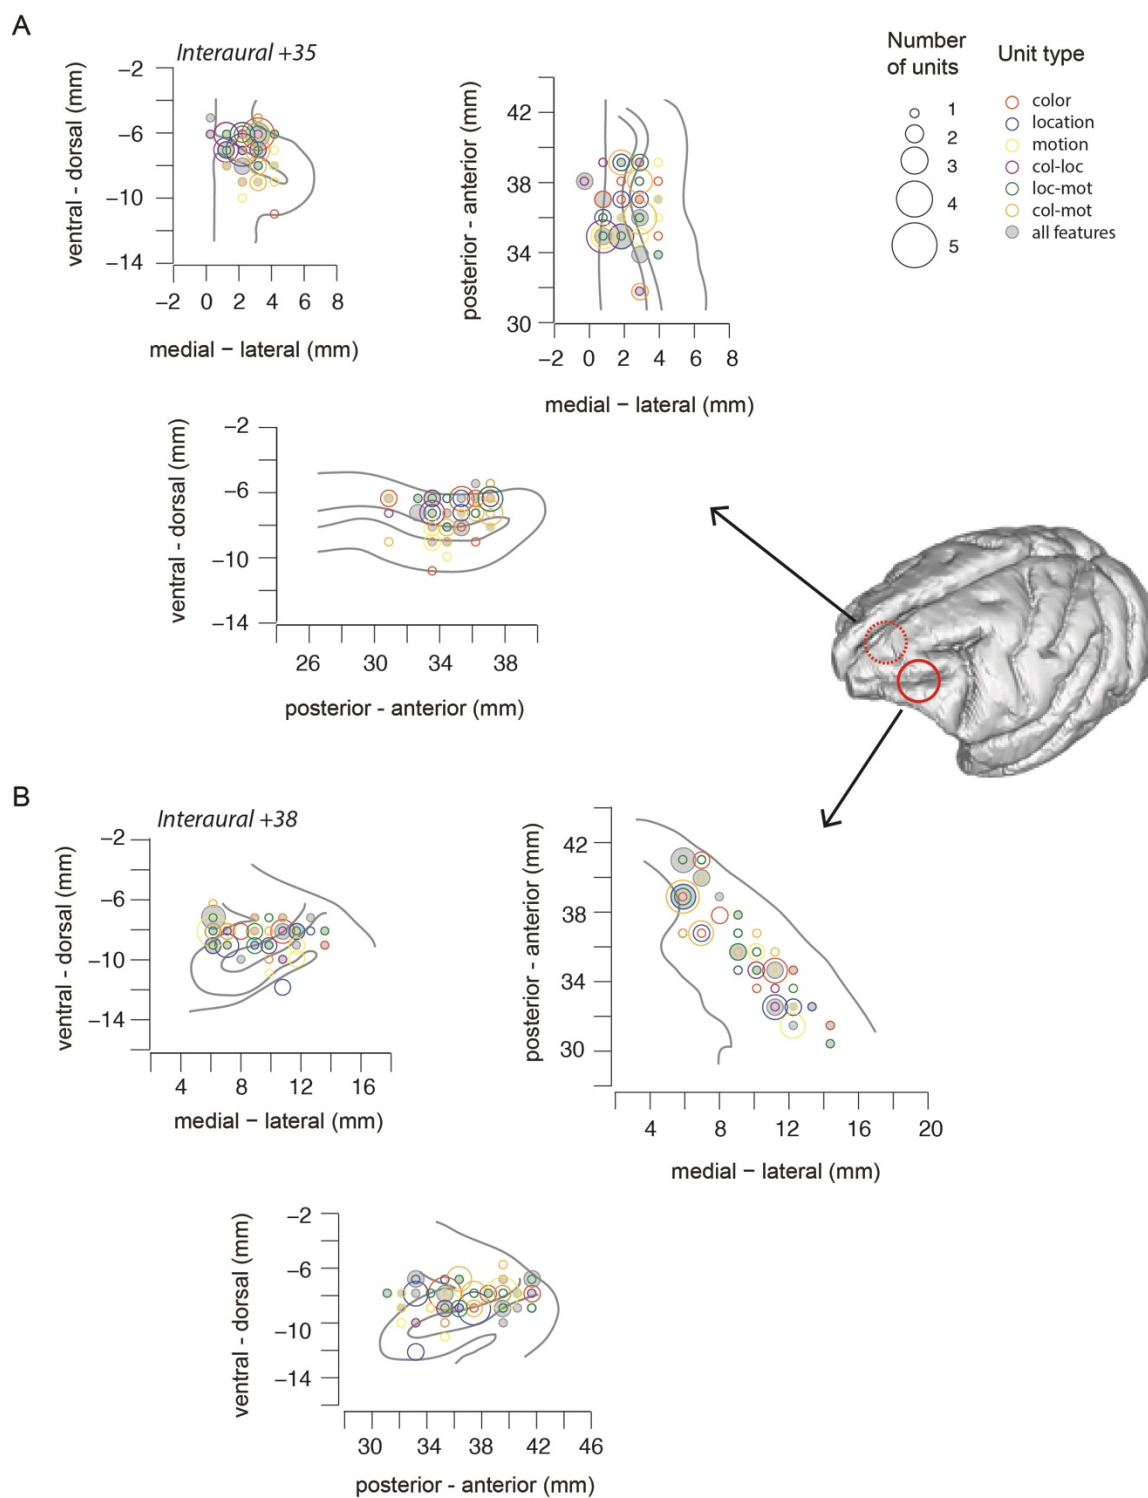 A
Interaural +35
ventral - dorsal (mm)
−2
−6
−10
−14
−2 0 2 4 6 8
medial − lateral (mm)
posterior - anterior (mm)
42
38
34
30
−2 0 2 4 6 8
medial − lateral (mm)
Number
of units
1
2
3
4
5
Unit type
color
location
motion
col-loc
loc-mot
col-mot
all features
ventral - dorsal (mm)
−2
−6
−10
−14
26 30 34 38
posterior - anterior (mm)
B
Interaural +38
ventral - dorsal (mm)
−2
−6
−10
−14
4 8 12 16
medial − lateral (mm)
posterior - anterior (mm)
42
38
34
30
4 8 12 16 20
medial − lateral (mm)
ventral - dorsal (mm)
−2
−6
−10
−14
30 34 38 42 46
posterior - anterior (mm)